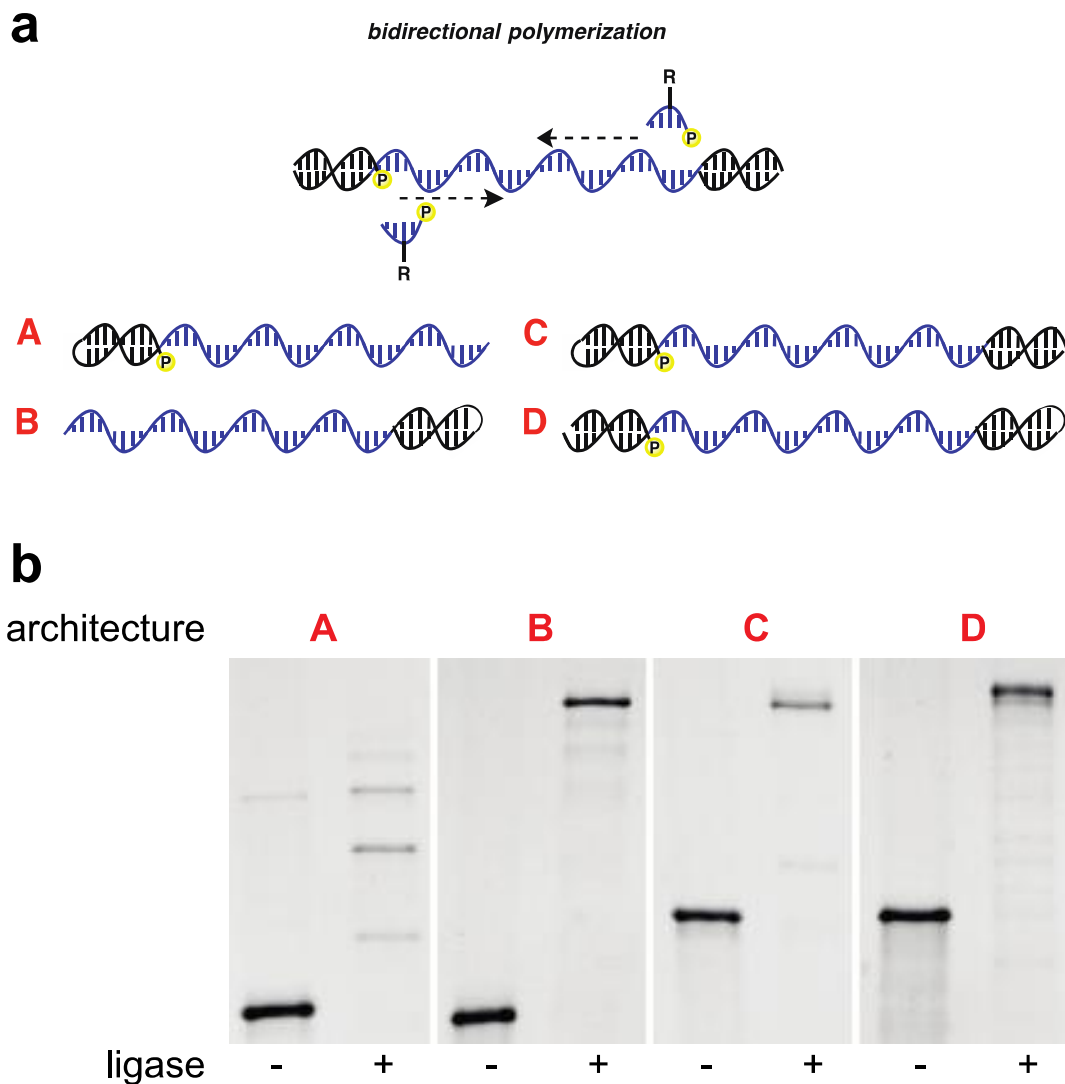 a
bidirectional polymerization
R
P
P
P
R
A
P
C
P
B
D
P
b
architecture A B C D
ligase - + - + - + - +